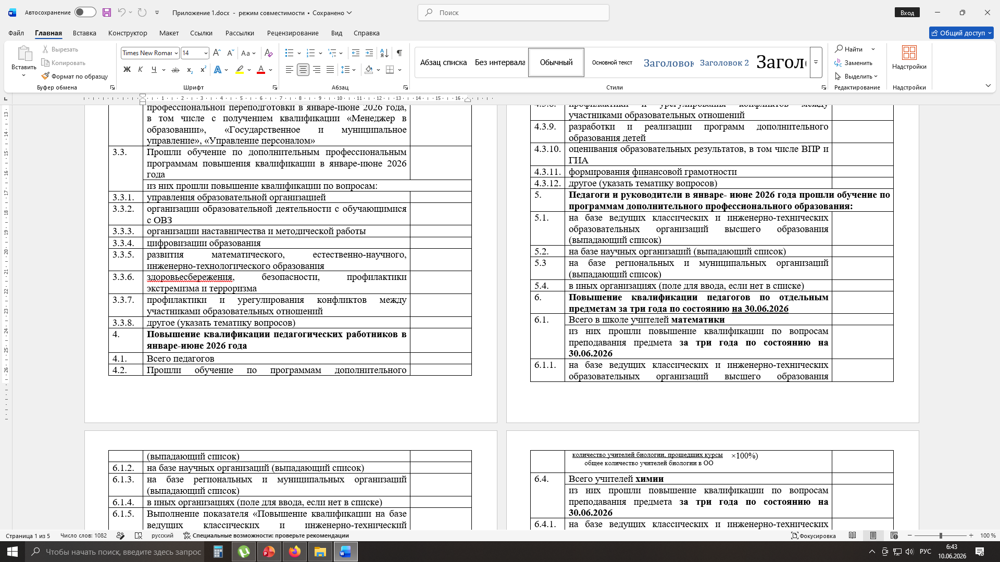 Автосохранение
Приложение 1.docx - режим совместимости • Сохранено
Поиск
Вход
Файл Главная Вставка Конструктор Макет Ссылки Рассылки Рецензирование Вид Справка
Общий доступ
Вставить
Вырезать
Копировать
Формат по образцу
Буфер обмена
Times New Roman 14
Шрифт
Абзац
Абзац списка Без интервала Обычный Основной текст Заголовок Заголовок 2 Заголо
Стили
Найти
Заменить
Выделить
Редактирование
Надстройки
Надстройки
профессиональной переподготовки в январе-июне 2026 года,
в том числе с получением квалификации «Менеджер в
образовании», «Государственное и муниципальное
управление», «Управление персоналом»
3.3. Прошли обучение по дополнительным профессиональным
программам повышения квалификации в январе-июне 2026
года
из них прошли повышение квалификации по вопросам:
3.3.1. управления образовательной организацией
3.3.2. организации образовательной деятельности с обучающимися
с ОВЗ
3.3.3. организации наставничества и методической работы
3.3.4. цифровизации образования
3.3.5. развития математического, естественно-научного,
инженерно-технологического образования
3.3.6. здоровьесбережения, безопасности, профилактики
экстремизма и терроризма
3.3.7. профилактики и урегулирования конфликтов между
участниками образовательных отношений
3.3.8. другое (указать тематику вопросов)
4. Повышение квалификации педагогических работников в
январе-июне 2026 года
4.1. Всего педагогов
4.2. Прошли обучение по программам дополнительного
4.3.8. профилактики и урегулирования конфликтов между
участниками образовательных отношений
4.3.9. разработки и реализации программ дополнительного
образования детей
4.3.10. оценивания образовательных результатов, в том числе ВПР и
ГИА
4.3.11. формирования финансовой грамотности
4.3.12. другое (указать тематику вопросов)
5. Педагоги и руководители в январе- июне 2026 года прошли обучение по
программам дополнительного профессионального образования:
5.1. на базе ведущих классических и инженерно-технических
образовательных организаций высшего образования
(выпадающий список)
5.2. на базе научных организаций (выпадающий список)
5.3 на базе региональных и муниципальных организаций
(выпадающий список)
5.4. в иных организациях (поле для ввода, если нет в списке)
6. Повышение квалификации педагогов по отдельным
предметам за три года по состоянию на 30.06.2026
6.1. Всего в школе учителей математики
из них прошли повышение квалификации по вопросам
преподавания предмета за три года по состоянию на
30.06.2026
6.1.1. на базе ведущих классических и инженерно-технических
образовательных организаций высшего образования
(выпадающий список)
6.1.2. на базе научных организаций (выпадающий список)
6.1.3. на базе региональных и муниципальных организаций
(выпадающий список)
6.1.4. в иных организациях (поле для ввода, если нет в списке)
6.1.5. Выполнение показателя «Повышение квалификации на базе
ведущих классических и инженерно-технический
количество учителей биологии, прошедших курсы ×100%)
общее количество учителей биологии в ОО
6.4. Всего учителей химии
из них прошли повышение квалификации по вопросам
преподавания предмета за три года по состоянию на
30.06.2026
6.4.1. на базе ведущих классических и инженерно-технических
Страница 1 из 5 Число слов: 1082 русский Специальные возможности: проверьте рекомендации
Фокусировка 100 %
Чтобы начать поиск, введите здесь запрос
РУС
6:43
10.06.2026